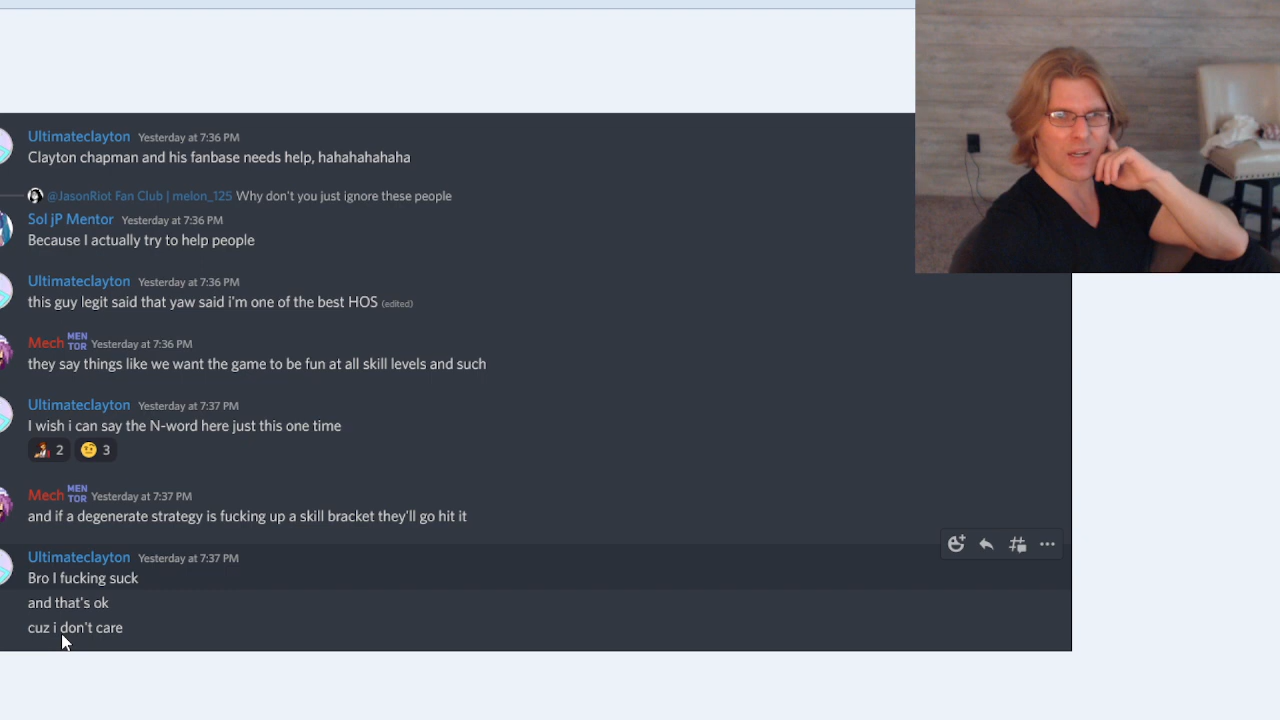 Ultimateclayton Yesterday at 7:36 PM
Clayton chapman and his fanbase needs help, hahahahahaha
@JasonRiot Fan Club | melon_125 Why don't you just ignore these people
Sol jP Mentor Yesterday at 7:36 PM
Because I actually try to help people
Ultimateclayton Yesterday at 7:36 PM
this guy legit said that yaw said i'm one of the best HOS (edited)
Mech MEN TOR Yesterday at 7:36 PM
they say things like we want the game to be fun at all skill levels and such
Ultimateclayton Yesterday at 7:37 PM
I wish i can say the N-word here just this one time
2 3
Mech MEN TOR Yesterday at 7:37 PM
and if a degenerate strategy is fucking up a skill bracket they'll go hit it
Ultimateclayton Yesterday at 7:37 PM
Bro I fucking suck
and that's ok
cuz i don't care